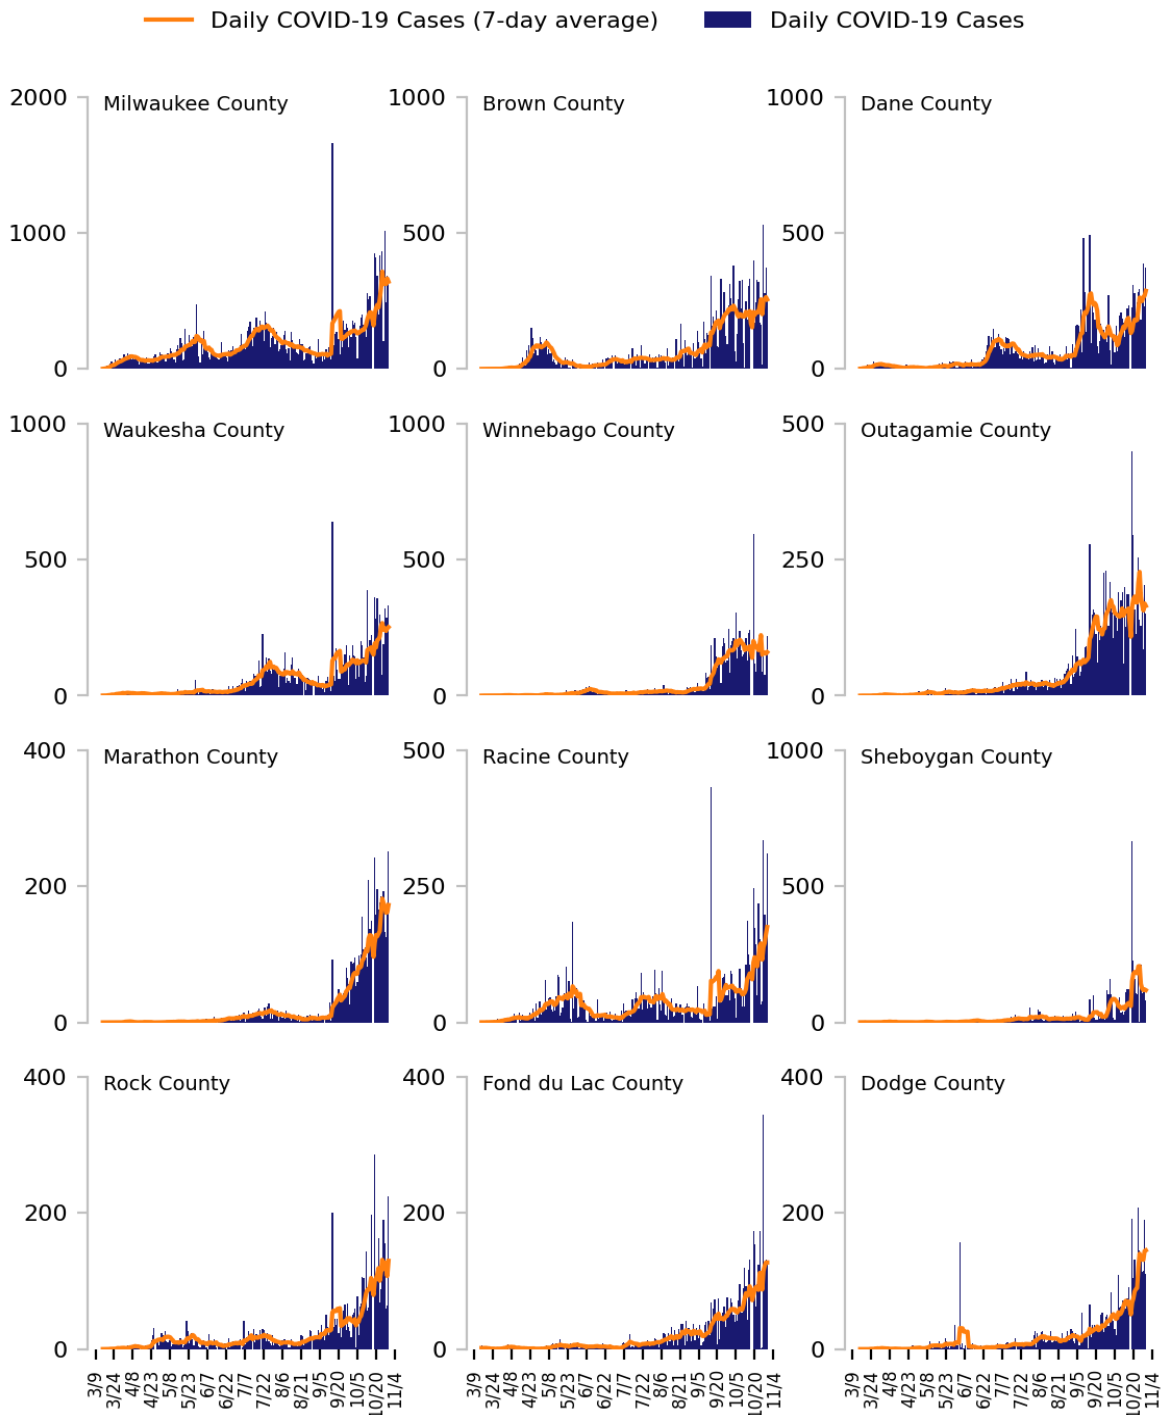 Daily COVID-19 Cases (7-day average) Daily COVID-19 Cases
2000 Milwaukee County 1000 Brown County 1000 Dane County
1000 500 500
0 0 0
1000 Waukesha County 1000 Winnebago County 500 Outagamie County
500 500 250
0 0 0
400 Marathon County 500 Racine County 1000 Sheboygan County
200 250 500
0 0 0
400 Rock County 400 Fond du Lac County 400 Dodge County
200 200 200
0 0 0
3/9 3/24 4/8 4/23 5/8 5/23 6/7 6/22 7/7 7/22 8/6 8/21 9/5 9/20 10/5 10/20 11/4 3/9 3/24 4/8 4/23 5/8 5/23 6/7 6/22 7/7 7/22 8/6 8/21 9/5 9/20 10/5 10/20 11/4 3/9 3/24 4/8 4/23 5/8 5/23 6/7 6/22 7/7 7/22 8/6 8/21 9/5 9/20 10/5 10/20 11/4